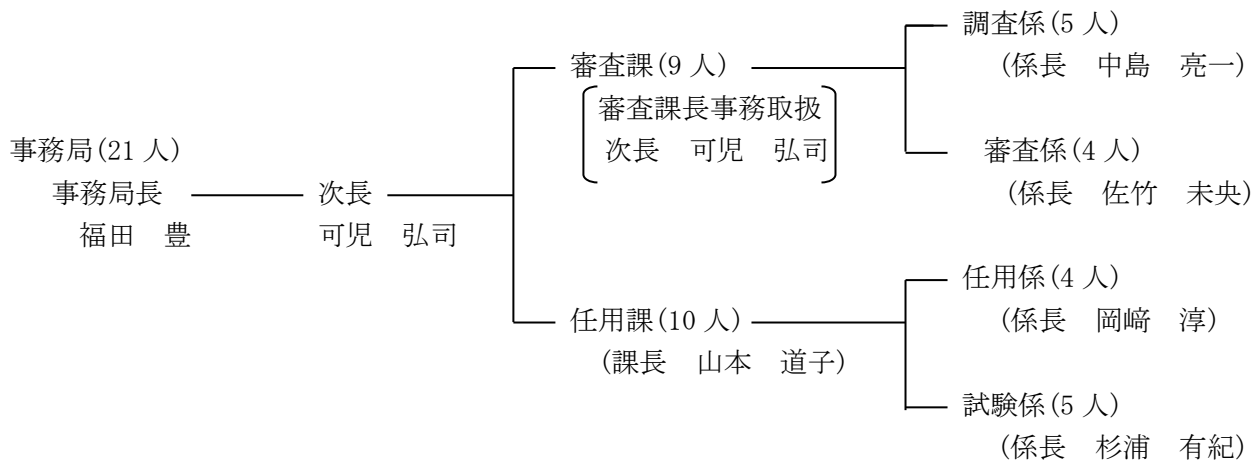 事務局(21 人)
事務局長
福田　豊
次長
可児　弘司
審査課(9 人)
審査課長事務取扱
次長　可児　弘司
調査係(5 人)
(係長　中島　亮一)
審査係(4 人)
(係長　佐竹　未央)
任用課(10 人)
(課長　山本　道子)
任用係(4 人)
(係長　岡﨑　淳)
試験係(5 人)
(係長　杉浦　有紀)